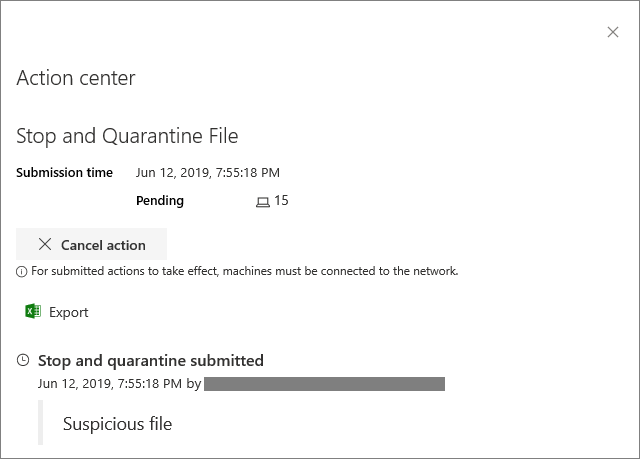 Action center
Stop and Quarantine File
Submission time Jun 12, 2019, 7:55:18 PM
Pending 15
Cancel action
For submitted actions to take effect, machines must be connected to the network.
Export
Stop and quarantine submitted
Jun 12, 2019, 7:55:18 PM by
Suspicious file